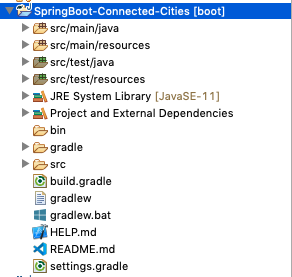 SpringBoot-Connected-Cities [boot]
src/main/java
src/main/resources
src/test/java
src/test/resources
JRE System Library [JavaSE-11]
Project and External Dependencies
bin
gradle
src
build.gradle
gradlew
gradlew.bat
HELP.md
README.md
settings.gradle